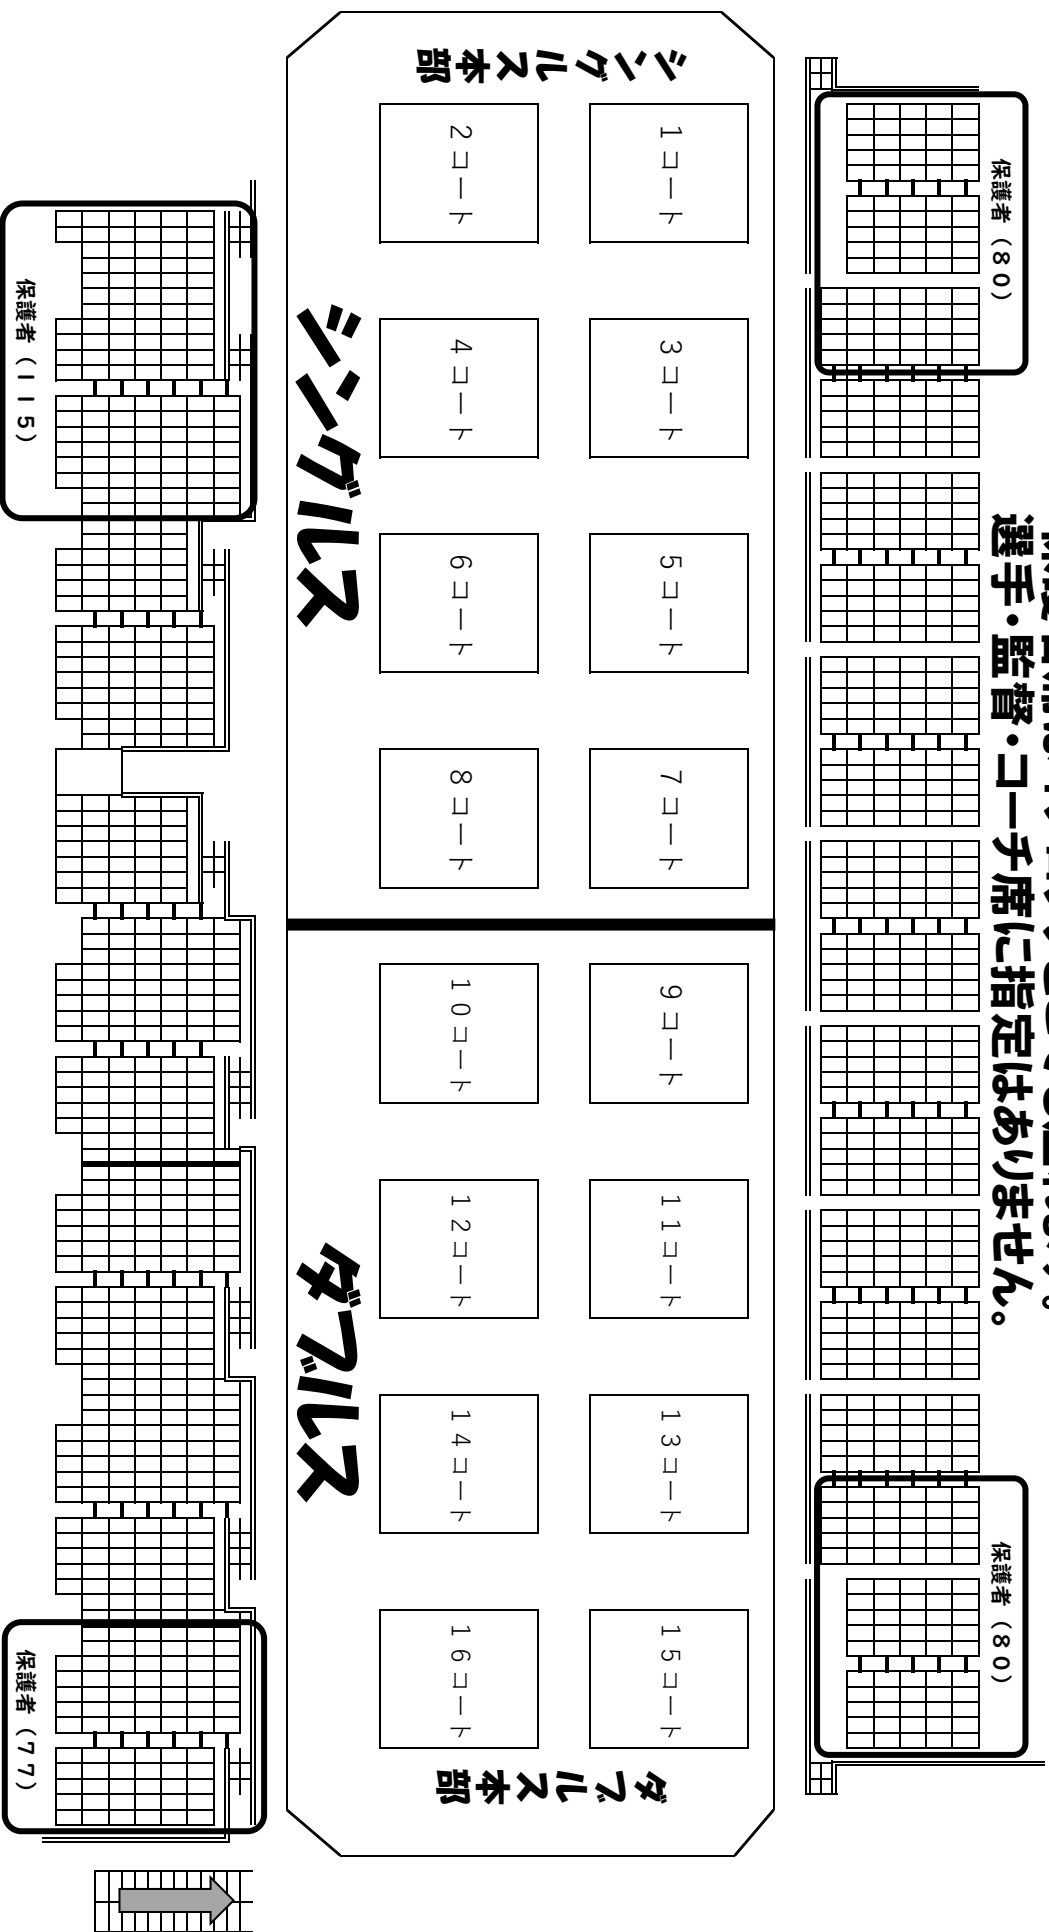 選手・監督・コーチ席に指定はありません。
保護者（80）
保護者（80）
シングルス本部
1コート
2コート
3コート
4コート
5コート
6コート
7コート
8コート
シングルス
9コート
10コート
11コート
12コート
13コート
14コート
15コート
16コート
ダブルス
ダブルス本部
保護者（115）
保護者（77）